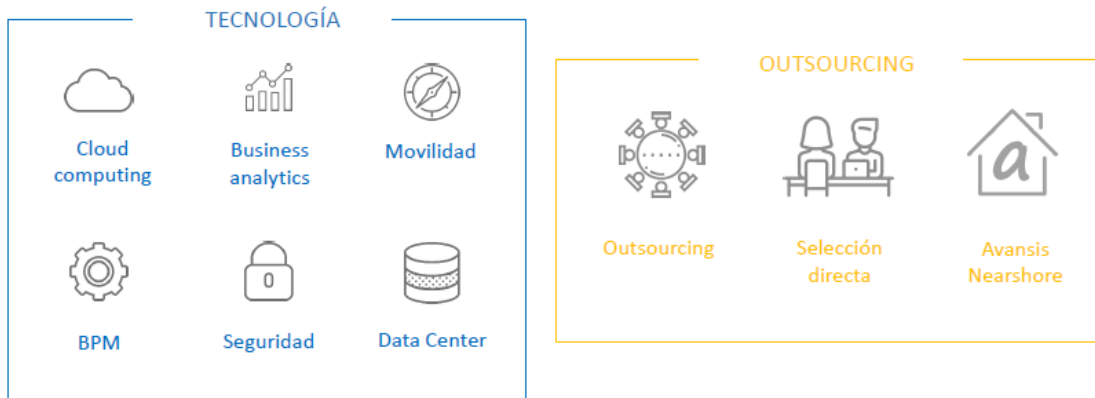 TECNOLOGÍA
Cloud
computing
Business
analytics
Movilidad
BPM
Seguridad
Data Center
OUTSOURCING
a
Outsourcing
Selección
directa
Avansis
Nearshore